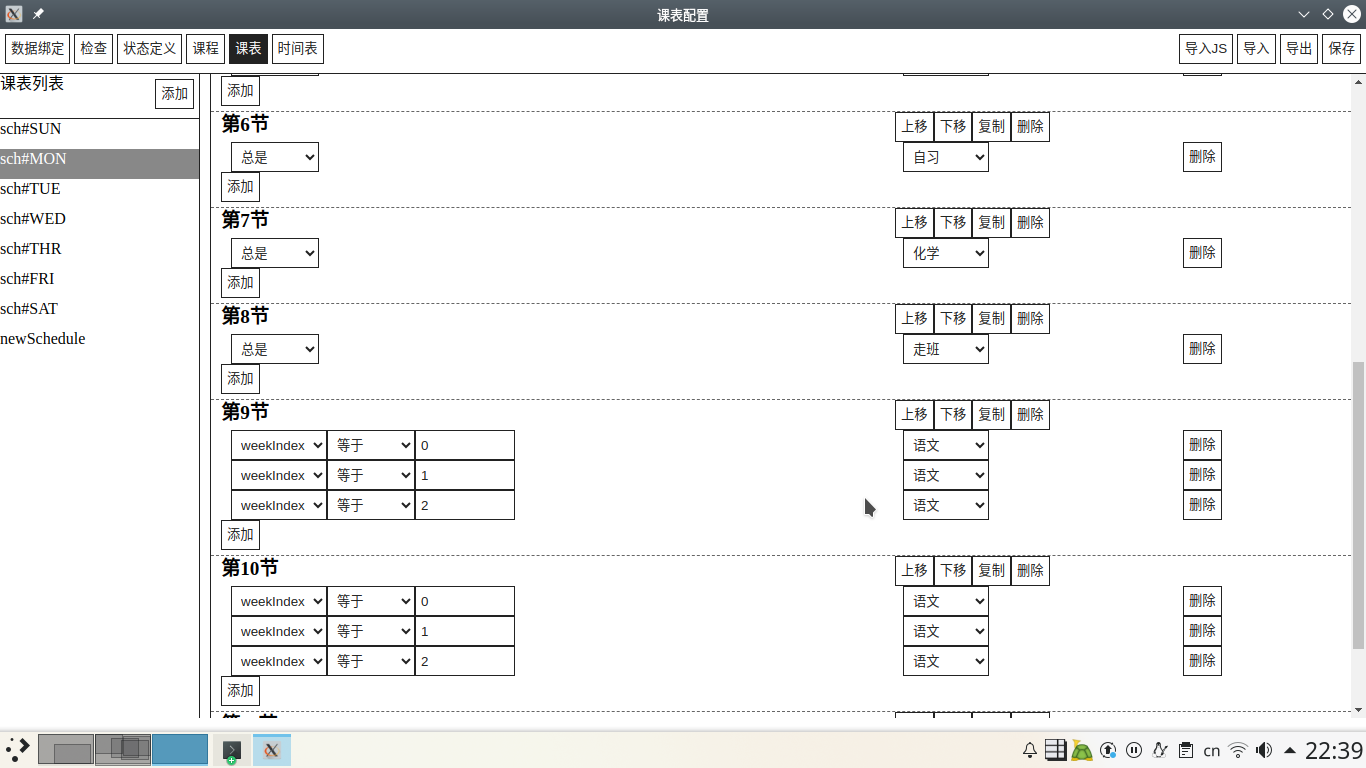 课表配置
数据绑定 检查 状态定义 课程 课表 时间表 导入JS 导入 导出 保存
课表列表 添加
sch#SUN
sch#MON
sch#TUE
sch#WED
sch#THR
sch#FRI
sch#SAT
newSchedule
添加
第6节 上移 下移 复制 删除
总是 自习 删除
添加
第7节 上移 下移 复制 删除
总是 化学 删除
添加
第8节 上移 下移 复制 删除
总是 走班 删除
添加
第9节 上移 下移 复制 删除
weekIndex 等于 0 语文 删除
weekIndex 等于 1 语文 删除
weekIndex 等于 2 语文 删除
添加
第10节 上移 下移 复制 删除
weekIndex 等于 0 语文 删除
weekIndex 等于 1 语文 删除
weekIndex 等于 2 语文 删除
添加
cn 22:39